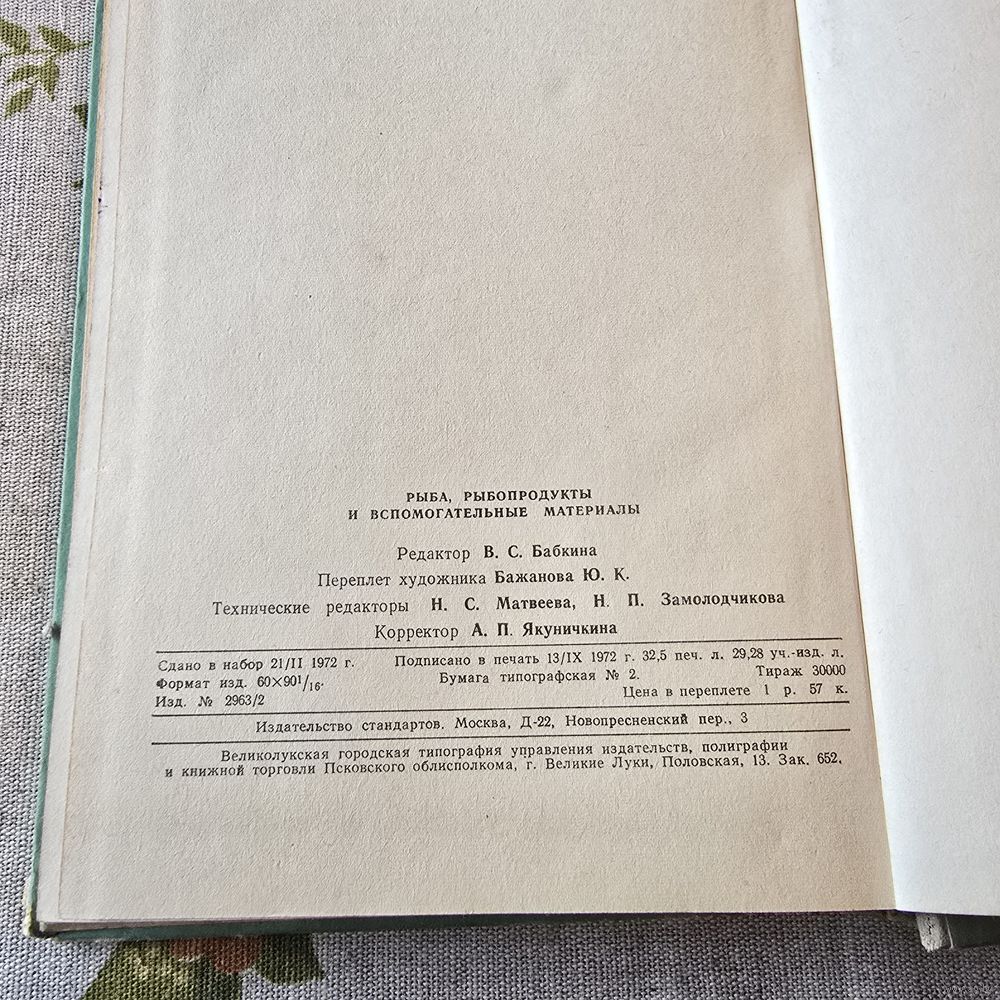 РЫБА, РЫБОПРОДУКТЫ
И ВСПОМОГАТЕЛЬНЫЕ МАТЕРИАЛЫ
Редактор В. С. Бабкина
Переплет художника Бажанова Ю. К.
Технические редакторы Н. С. Матвеева, Н. П. Замолодчикова
Корректор А. П. Якуничкина
Сдано в набор 21/II 1972 г. Подписано в печать 13/IX 1972 г. 32,5 печ. л. 29,28 уч.-изд. л.
Формат изд. 60×90¹/₁₆. Бумага типографская № 2. Тираж 30000
Изд. № 2963/2 Цена в переплете 1 р. 57 к.
Издательство стандартов. Москва, Д-22, Новопресненский пер., 3
Великолукская городская типография управления издательств, полиграфии
и книжной торговли Псковского облисполкома, г. Великие Луки, Половская, 13. Зак. 652.